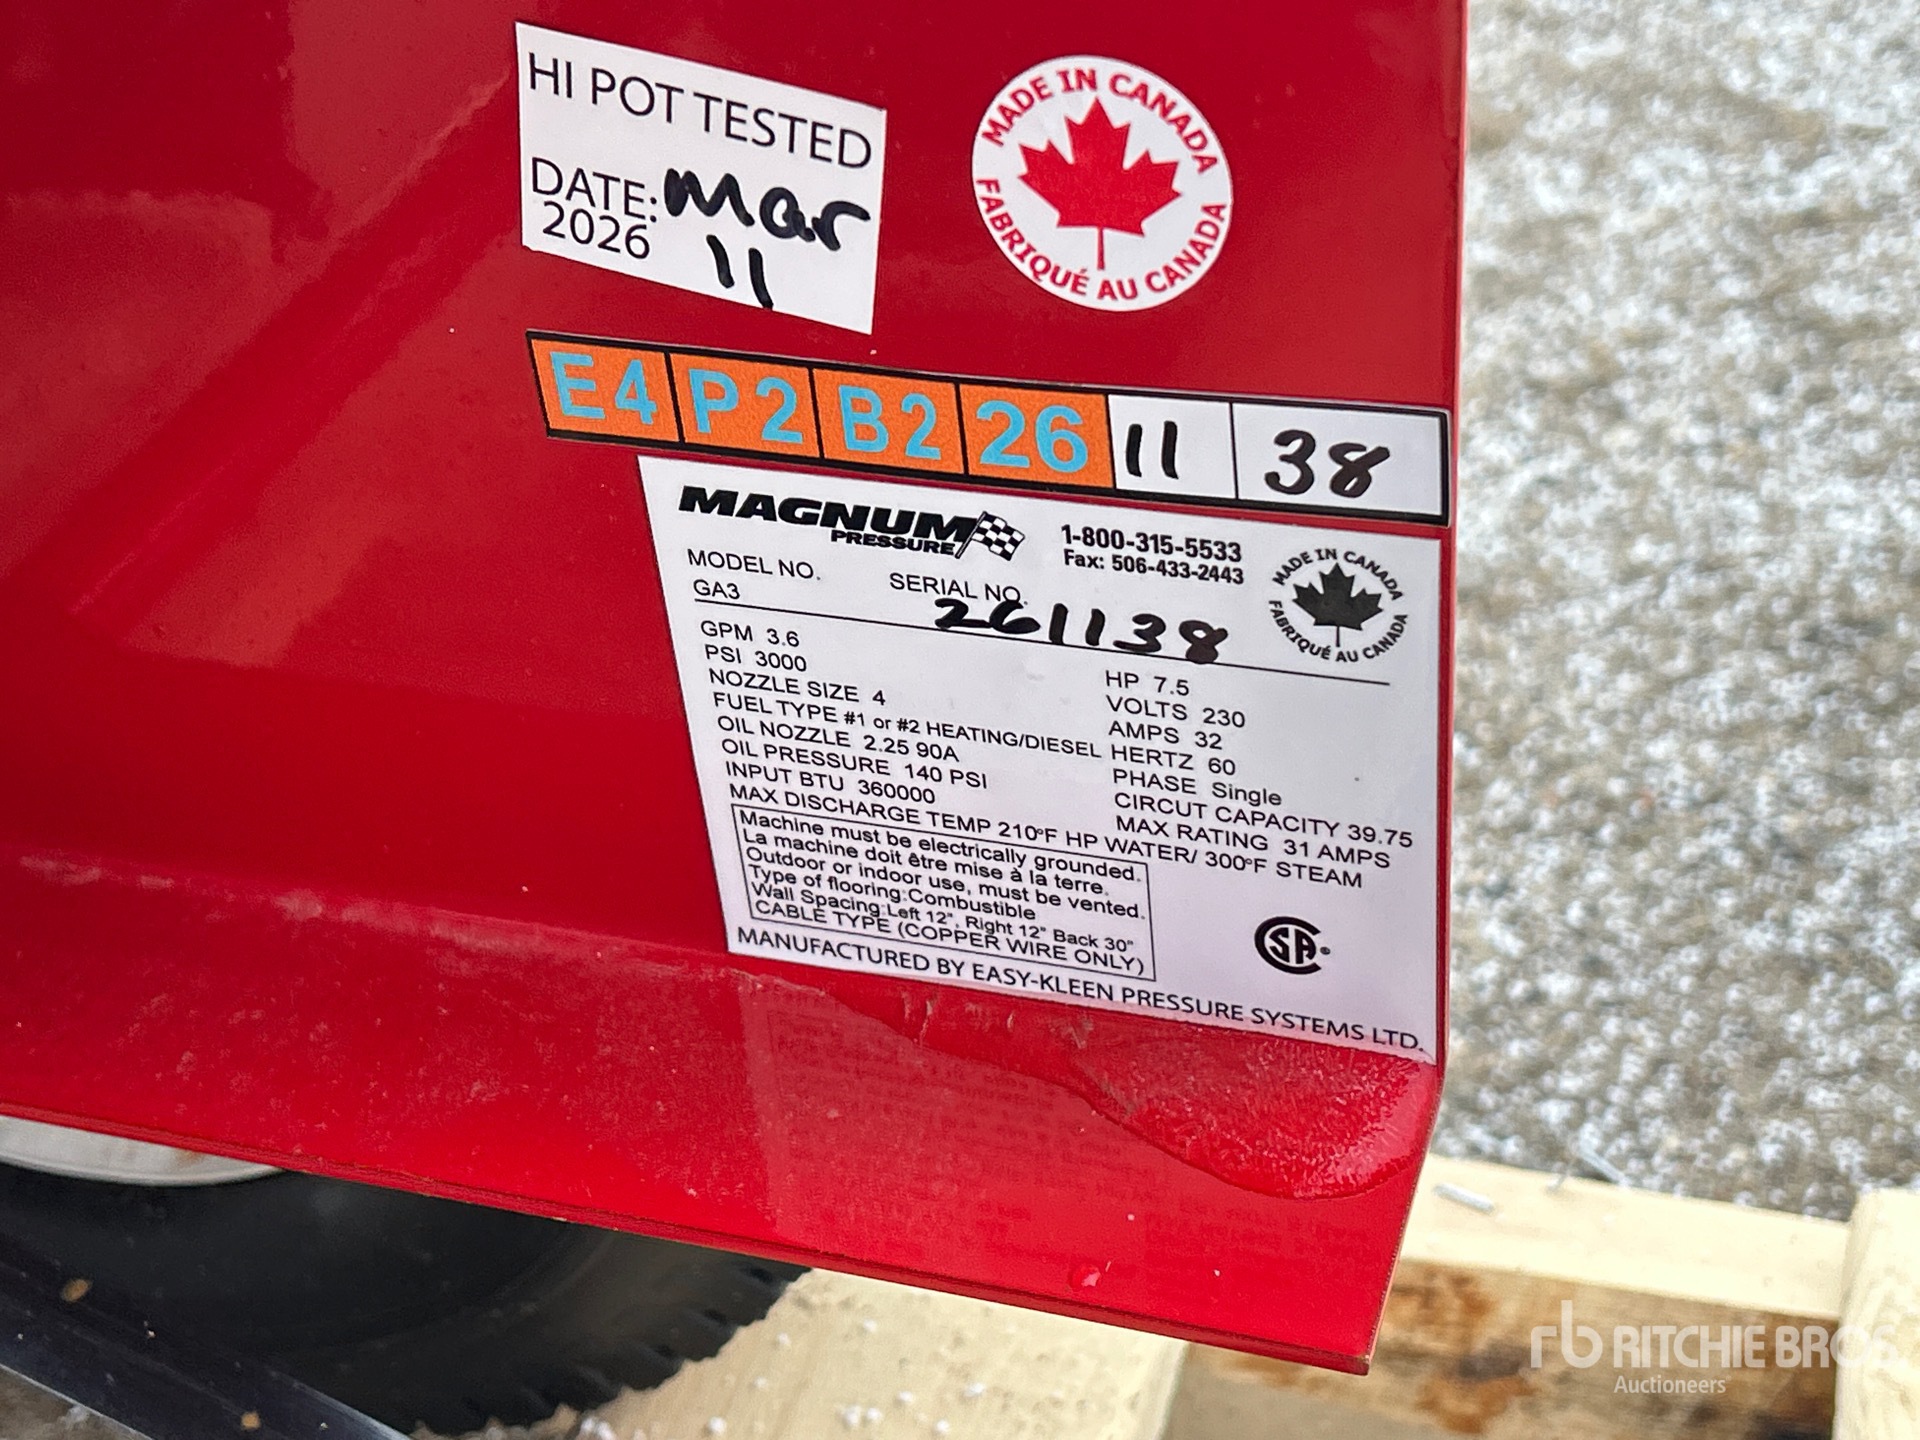 HI POT TESTED
DATE: Mar
2026 11
MADE IN CANADA
FABRIQUÉ AU CANADA
E4 P2 B2 26 11 38
MAGNUM
PRESSURE
1-800-315-5533
Fax: 506-433-2443
MADE IN CANADA
FABRIQUÉ AU CANADA
MODEL NO.
GA3
SERIAL NO.
261138
GPM 3.6
PSI 3000
NOZZLE SIZE 4
FUEL TYPE #1 or #2 HEATING/DIESEL
OIL NOZZLE 2.25 90A
OIL PRESSURE 140 PSI
INPUT BTU 360000
MAX DISCHARGE TEMP 210°F HP WATER/ 300°F STEAM
HP 7.5
VOLTS 230
AMPS 32
HERTZ 60
PHASE Single
CIRCUT CAPACITY 39.75
MAX RATING 31 AMPS
Machine must be electrically grounded.
La machine doit être mise à la terre.
Outdoor or indoor use, must be vented.
Type of flooring:Combustible
Wall Spacing:Left 12", Right 12" Back 30"
CABLE TYPE (COPPER WIRE ONLY)
CSA®
MANUFACTURED BY EASY-KLEEN PRESSURE SYSTEMS LTD.
rb RITCHIE BROS.
Auctioneers